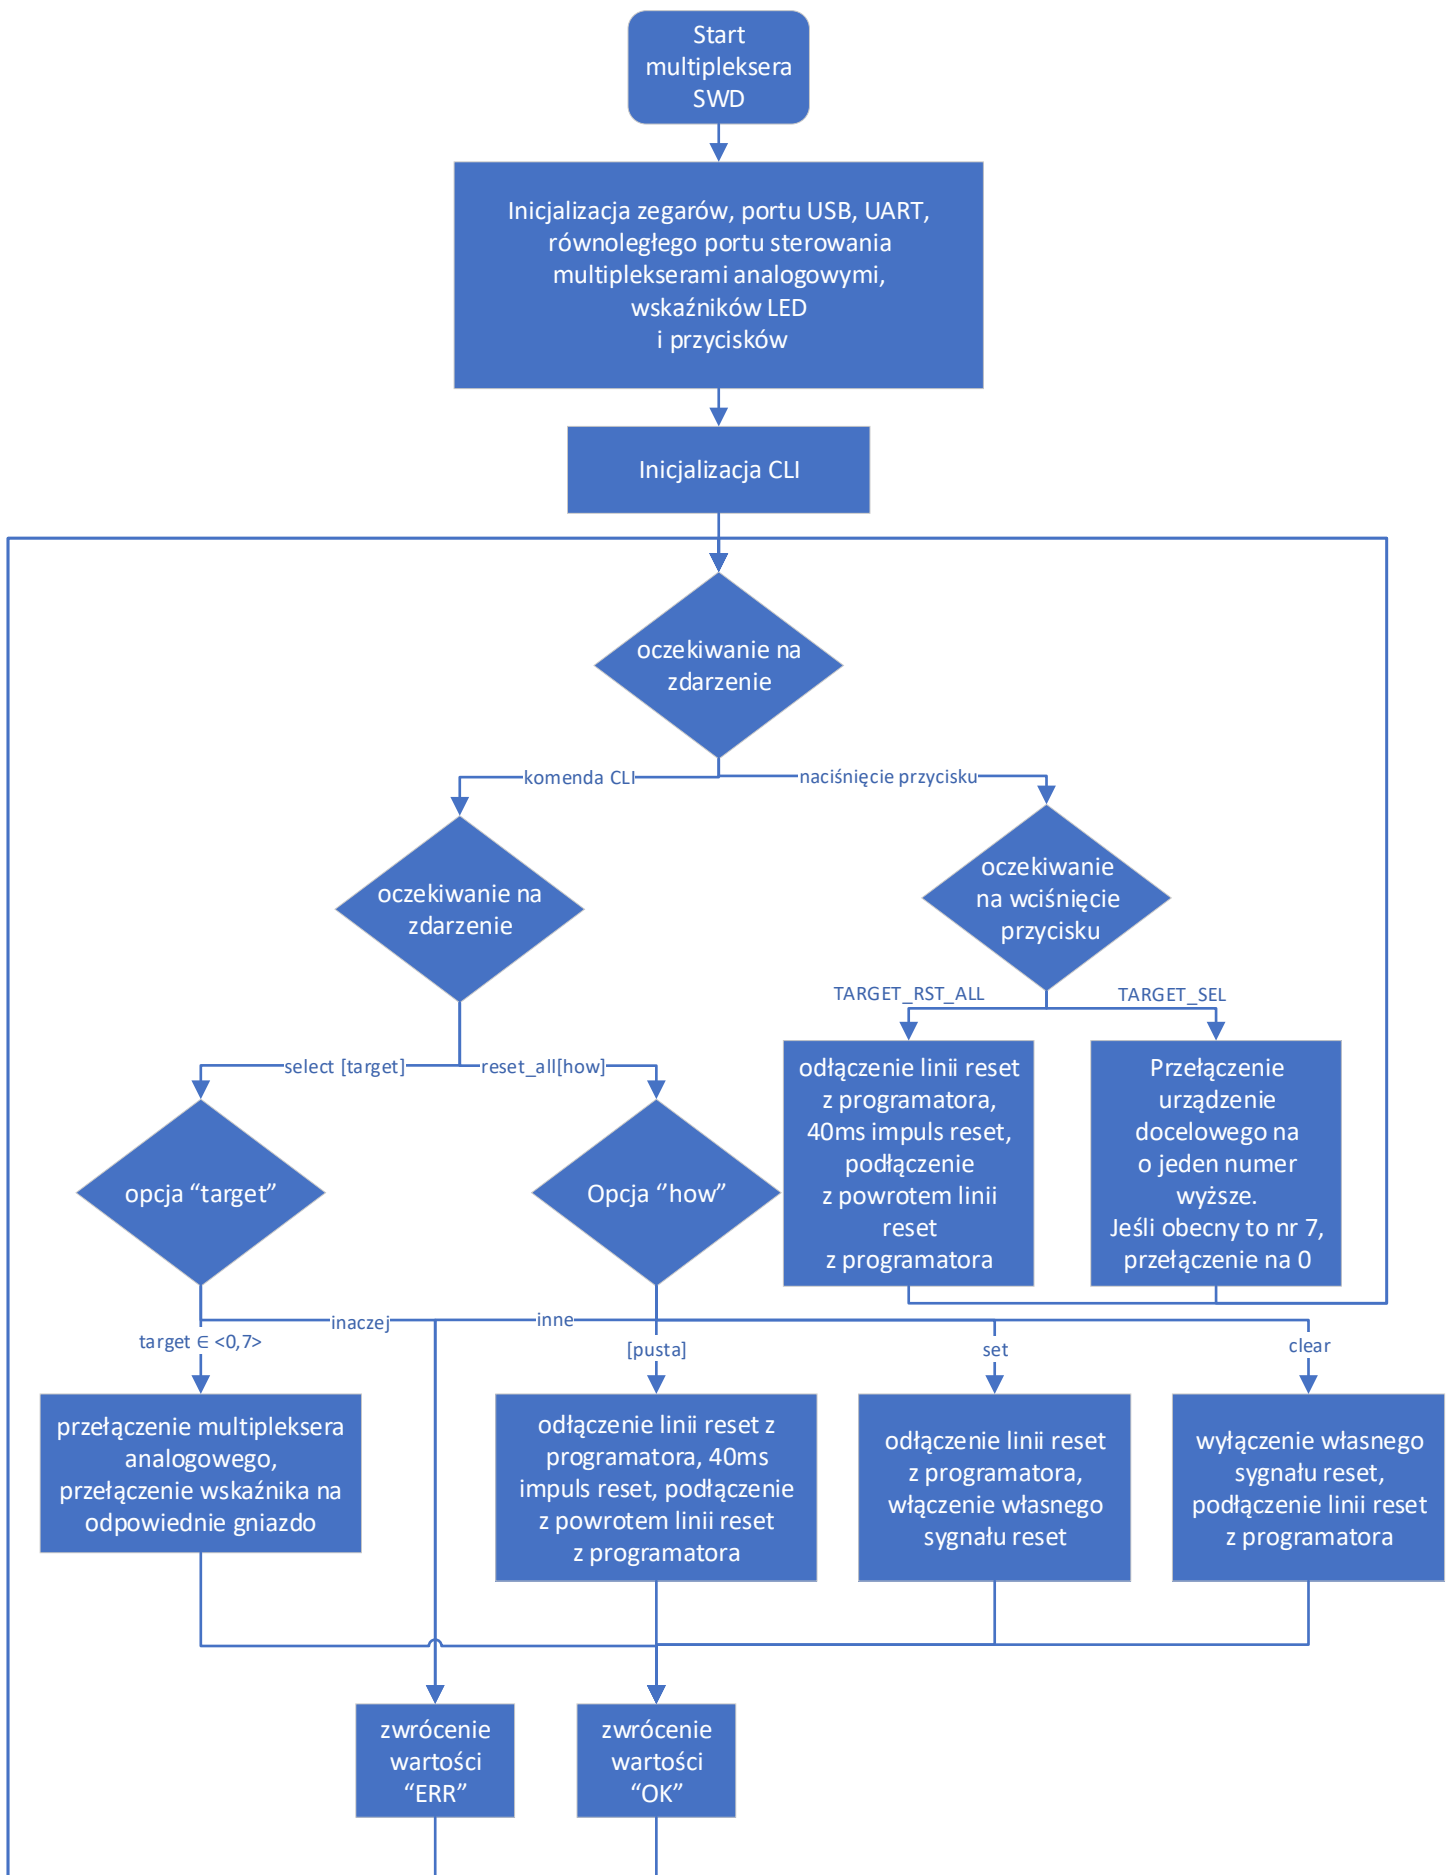 Start
multipleksera
SWD
Inicjalizacja zegarów, portu USB, UART,
równoległego portu sterowania
multiplekserami analogowymi,
wskaźników LED
i przycisków
Inicjalizacja CLI
oczekiwanie na
zdarzenie
komenda CLI
naciśnięcie przycisku
oczekiwanie na
zdarzenie
oczekiwanie
na wciśnięcie
przycisku
TARGET_RST_ALL
TARGET_SEL
select [target]
reset_all[how]
odłączenie linii reset
z programatora,
40ms impuls reset,
podłączenie
z powrotem linii
reset
z programatora
Przełączenie
urządzenie
docelowego na
o jeden numer
wyższe.
Jeśli obecny to nr 7,
przełączenie na 0
opcja “target”
Opcja ‘’how”
inaczej
inne
target ∈ <0,7>
[pusta]
set
clear
przełączenie multipleksera
analogowego,
przełączenie wskaźnika na
odpowiednie gniazdo
odłączenie linii reset z
programatora, 40ms
impuls reset, podłączenie
z powrotem linii reset
z programatora
odłączenie linii reset
z programatora,
włączenie własnego
sygnału reset
wyłączenie własnego
sygnału reset,
podłączenie linii reset
z programatora
zwrócenie
wartości
“ERR”
zwrócenie
wartości
“OK”